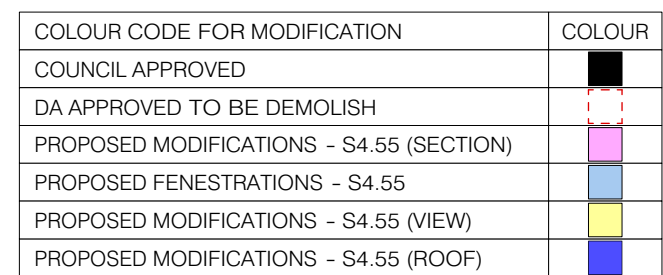 COLOUR CODE FOR MODIFICATION COLOUR
COUNCIL APPROVED
DA APPROVED TO BE DEMOLISH
PROPOSED MODIFICATIONS - S4.55 (SECTION)
PROPOSED FENESTRATIONS - S4.55
PROPOSED MODIFICATIONS - S4.55 (VIEW)
PROPOSED MODIFICATIONS - S4.55 (ROOF)